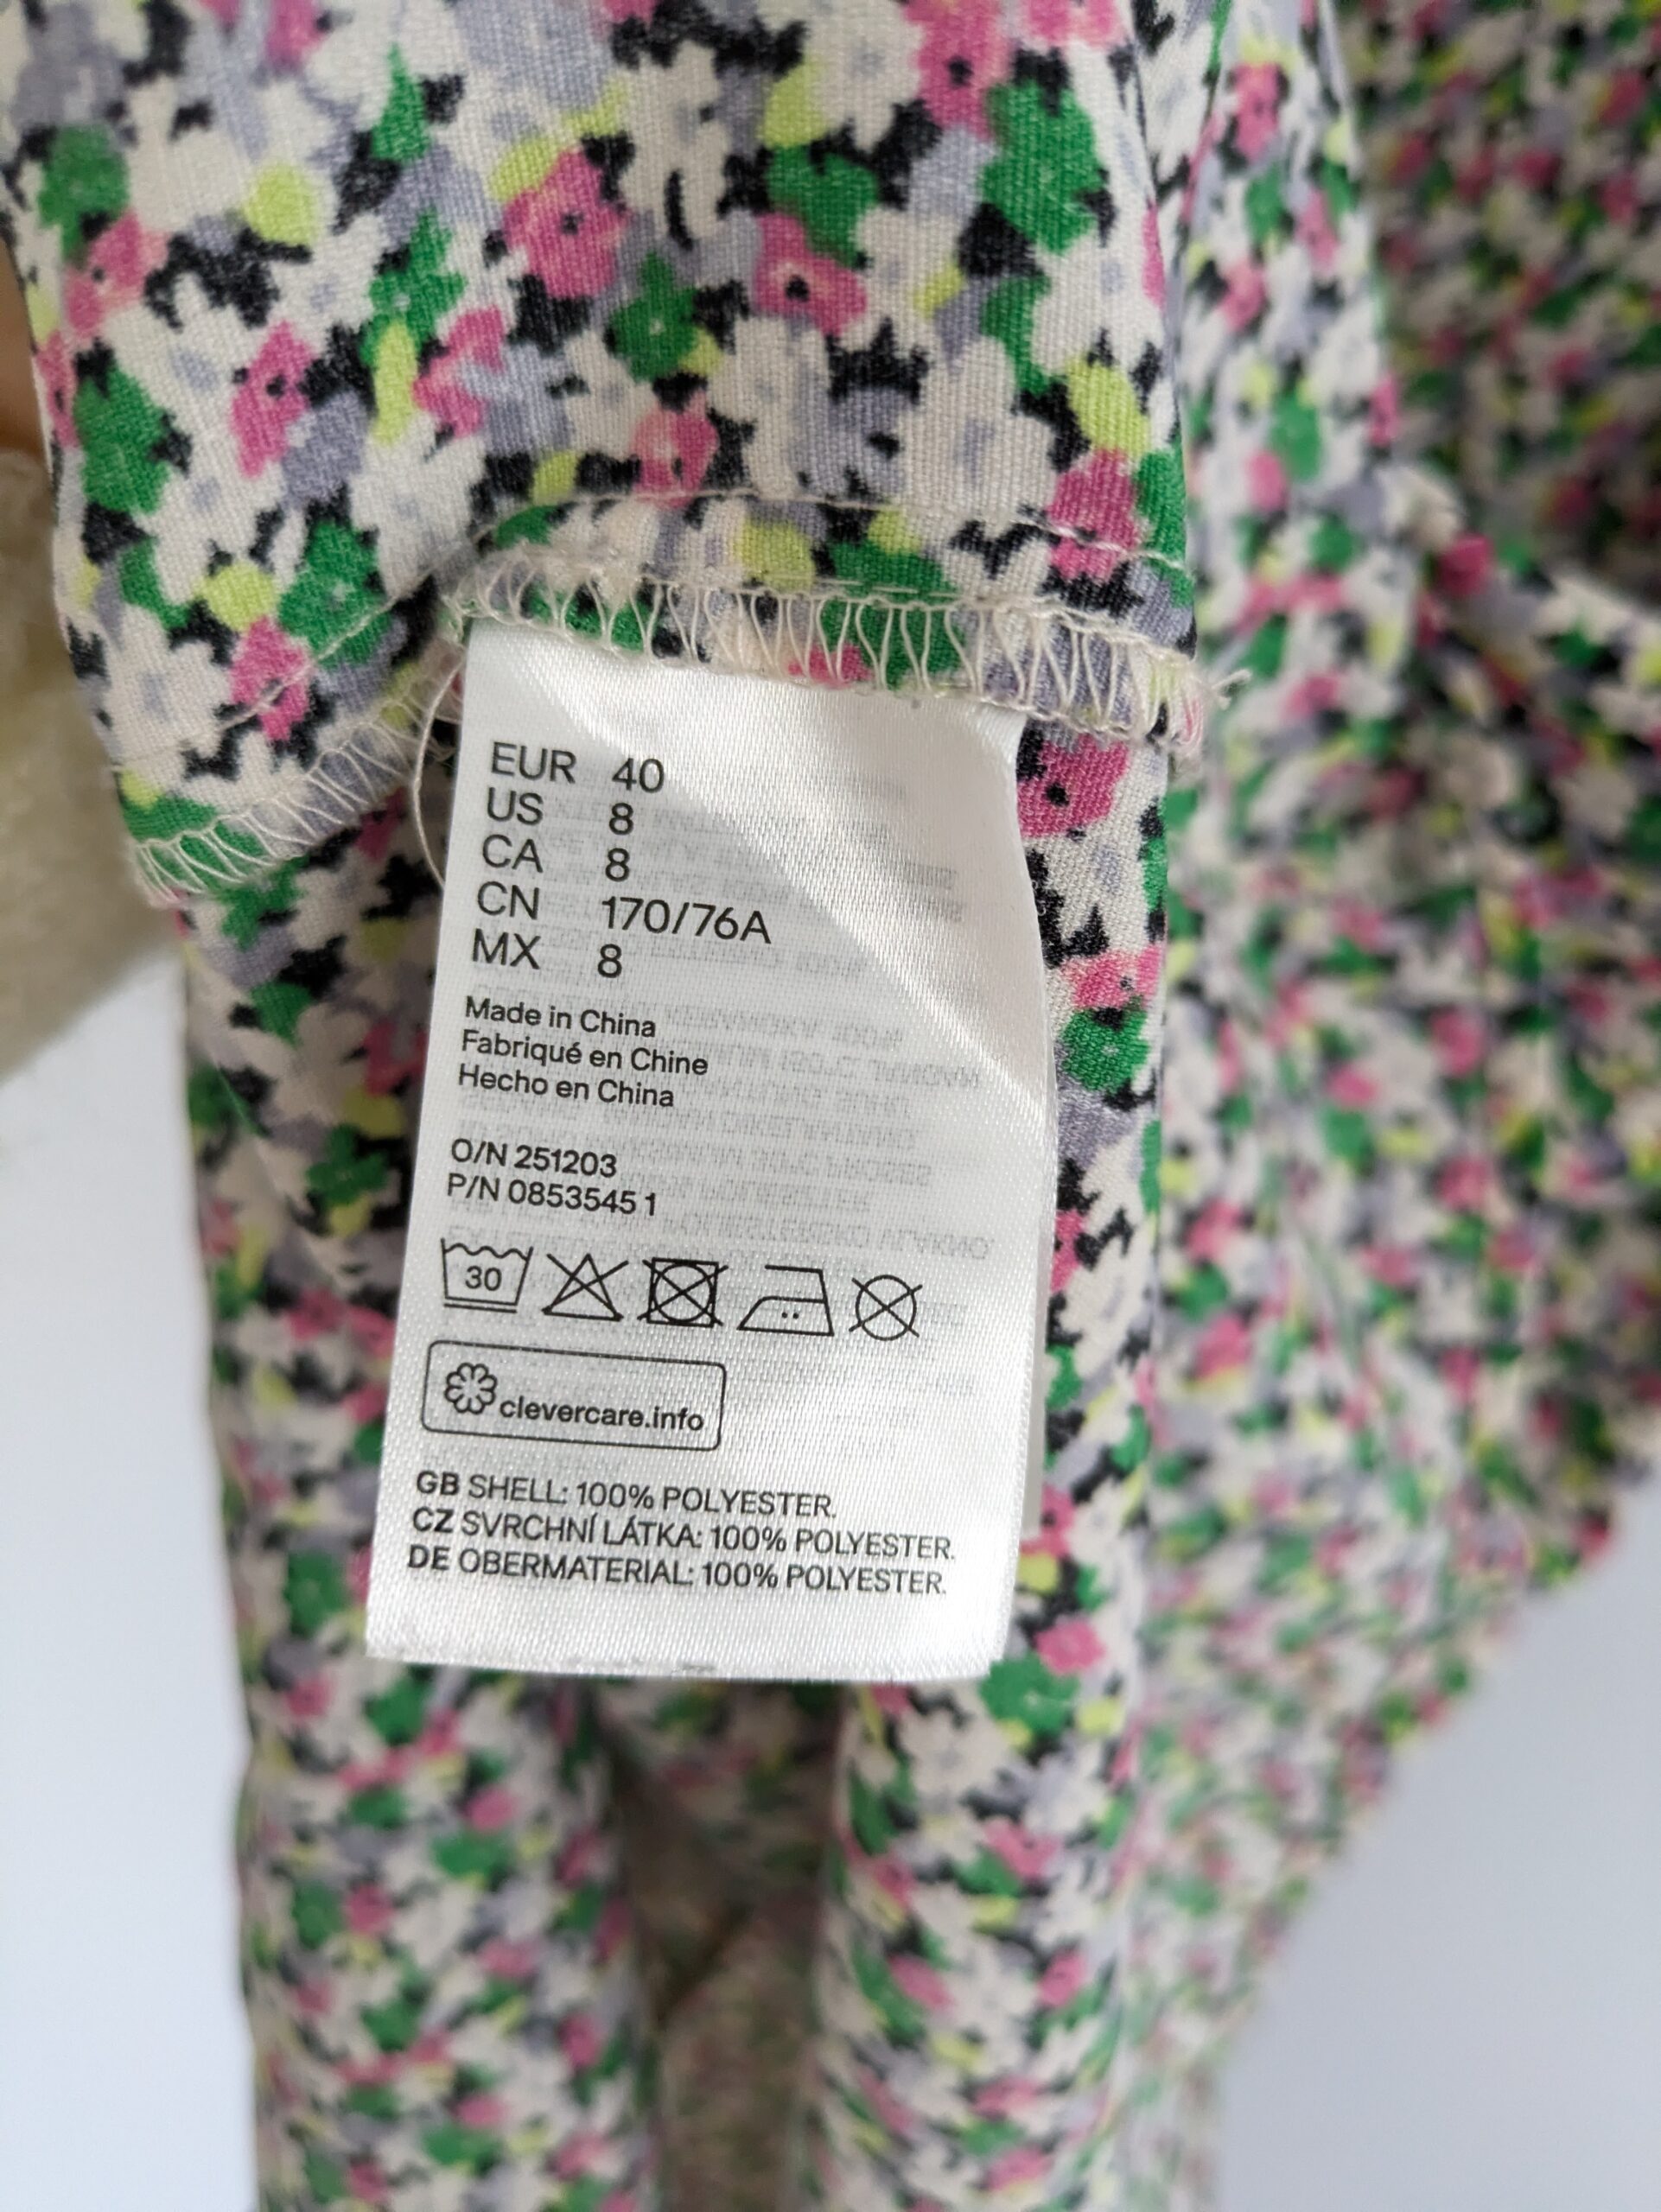 EUR 40
US 8
CA 8
CN 170/76A
MX 8
Made in China
Fabriqué en Chine
Hecho en China
O/N 251203
P/N 0853545 1
30
clevercare.info
GB SHELL: 100% POLYESTER.
CZ SVRCHNÍ LÁTKA: 100% POLYESTER.
DE OBERMATERIAL: 100% POLYESTER.